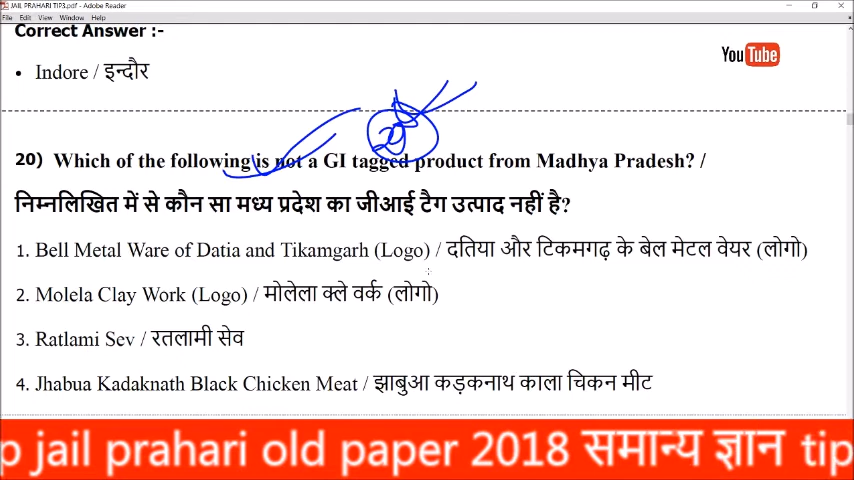 JAIL PRAHARI TIP3.pdf - Adobe Reader
File Edit View Window Help
Correct Answer :-
• Indore / इन्दौर
YouTube
20) Which of the following is not a GI tagged product from Madhya Pradesh? /
निम्नलिखित में से कौन सा मध्य प्रदेश का जीआई टैग उत्पाद नहीं है?
1. Bell Metal Ware of Datia and Tikamgarh (Logo) / दतिया और टिकमगढ़ के बेल मेटल वेयर (लोगो)
2. Molela Clay Work (Logo) / मोलेला क्ले वर्क (लोगो)
3. Ratlami Sev / रतलामी सेव
4. Jhabua Kadaknath Black Chicken Meat / झाबुआ कड़कनाथ काला चिकन मीट
p jail prahari old paper 2018 समान्य ज्ञान tip